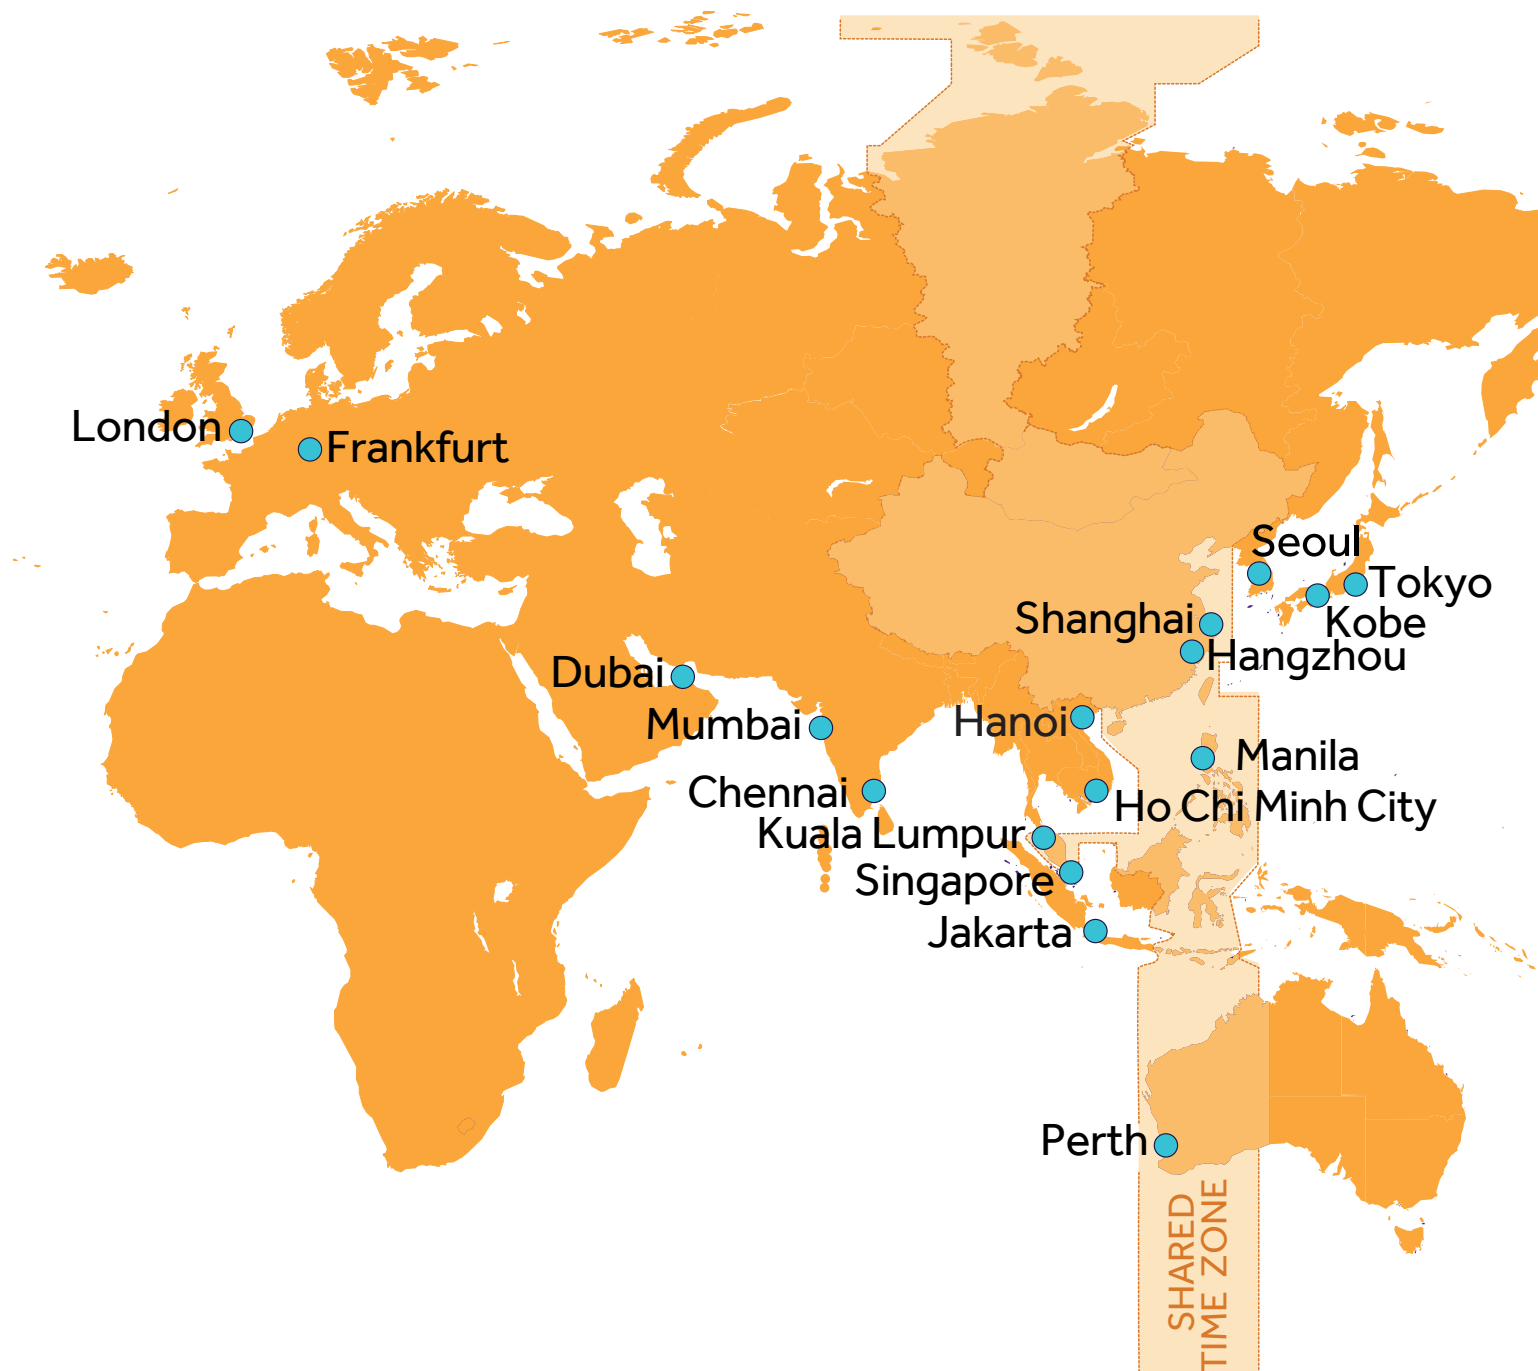 London
Frankfurt
Seoul
Tokyo
Kobe
Shanghai
Hangzhou
Dubai
Mumbai
Hanoi
Manila
Chennai
Ho Chi Minh City
Kuala Lumpur
Singapore
Jakarta
Perth
SHARED
TIME ZONE